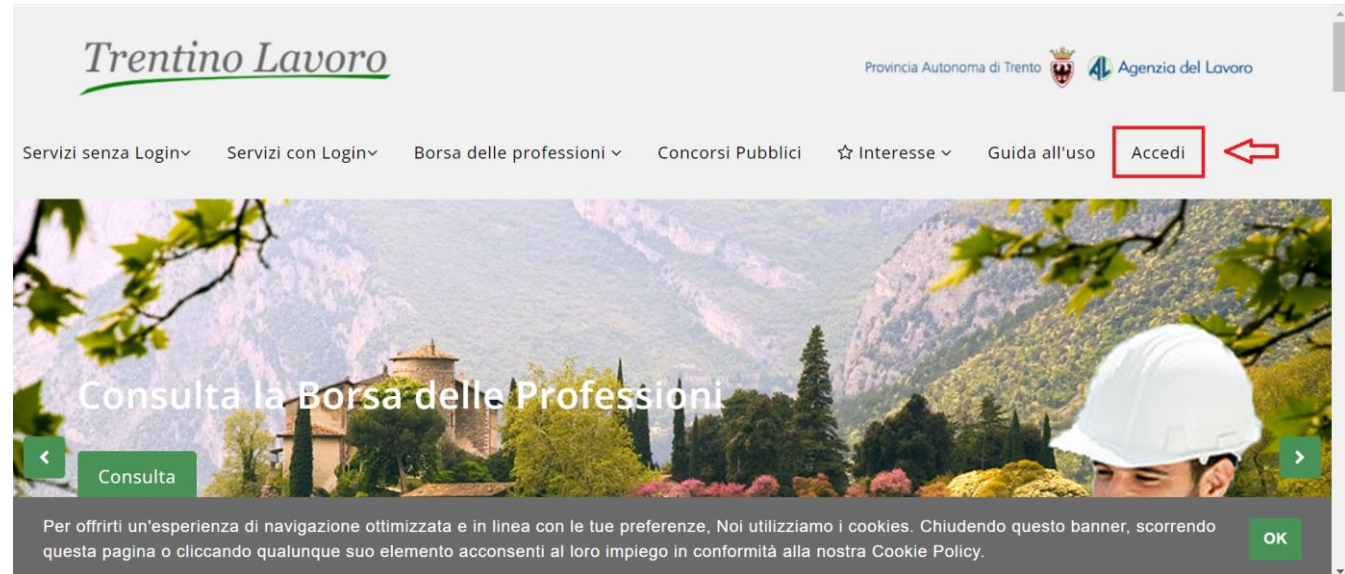 Trentino Lavoro
Provincia Autonoma di Trento
Agenzia del Lavoro
Servizi senza Login
Servizi con Login
Borsa delle professioni
Concorsi Pubblici
Interesse
Guida all'uso
Accedi
Consulta la Borsa delle Professioni
Consulta
Per offrirti un'esperienza di navigazione ottimizzata e in linea con le tue preferenze, Noi utilizziamo i cookies. Chiudendo questo banner, scorrendo
questa pagina o cliccando qualunque suo elemento acconsenti al loro impiego in conformità alla nostra Cookie Policy.
OK